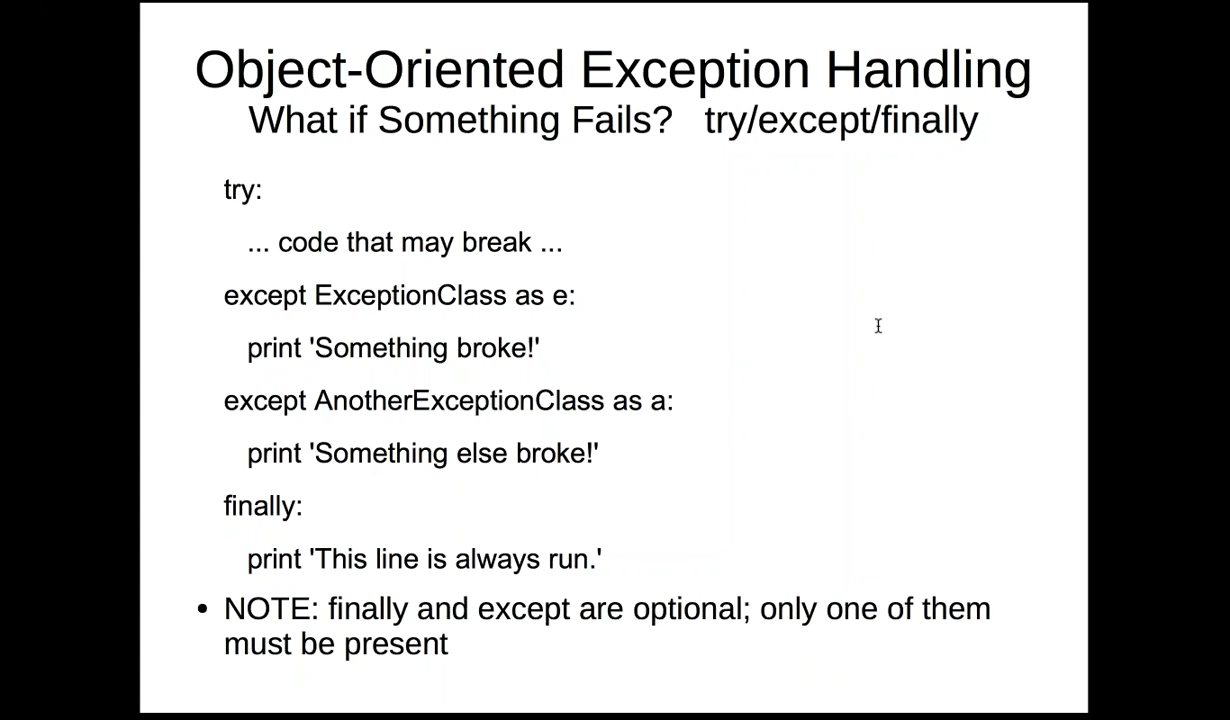 Object-Oriented Exception Handling
What if Something Fails? try/except/finally
try:
... code that may break ...
except ExceptionClass as e:
print 'Something broke!'
except AnotherExceptionClass as a:
print 'Something else broke!'
finally:
print 'This line is always run.'
• NOTE: finally and except are optional; only one of them
must be present